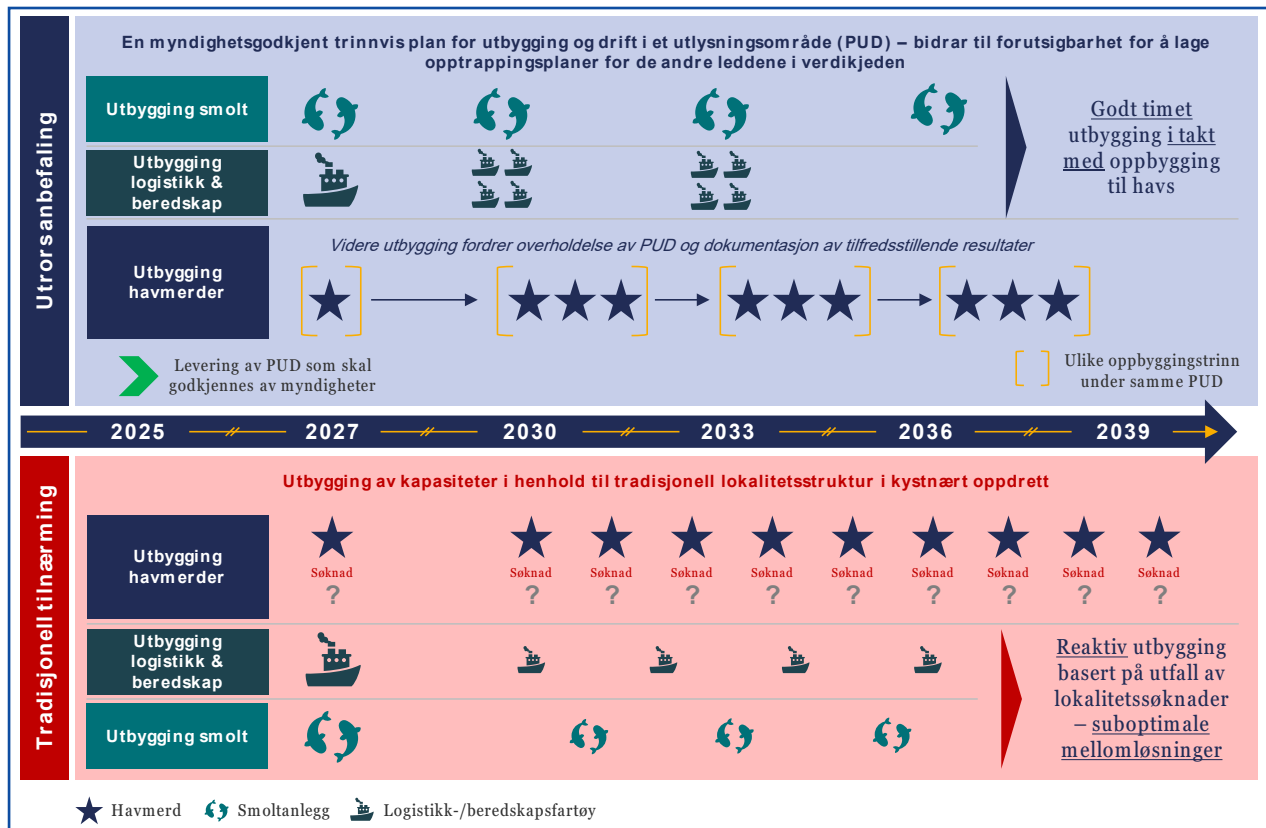 Utrorsanbefaling
En myndighetsgodkjent trinnvis plan for utbygging og drift i et utlysningsområde (PUD) – bidrar til forutsigbarhet for å lage
opptrappingsplaner for de andre leddene i verdikjeden
Utbygging smolt
Utbygging
logistikk &
beredskap
Godt timet
utbygging i takt
med oppbygging
til havs
Utbygging
havmerder
Videre utbygging fordrer overholdelse av PUD og dokumentasjon av tilfredsstillende resultater
Levering av PUD som skal
godkjennes av myndigheter
Ulike oppbyggingstrinn
under samme PUD
2025 2027 2030 2033 2036 2039
Tradisjonell tilnærming
Utbygging av kapasiteter i henhold til tradisjonell lokalitetsstruktur i kystnært oppdrett
Utbygging
havmerder
Søknad Søknad Søknad Søknad Søknad Søknad Søknad Søknad Søknad Søknad
? ? ? ? ? ? ? ? ? ?
Utbygging
logistikk &
beredskap
Utbygging smolt
Reaktiv utbygging
basert på utfall av
lokalitetssøknader
– suboptimale
mellomløsninger
Havmerd Smoltanlegg Logistikk-/beredskapsfartøy